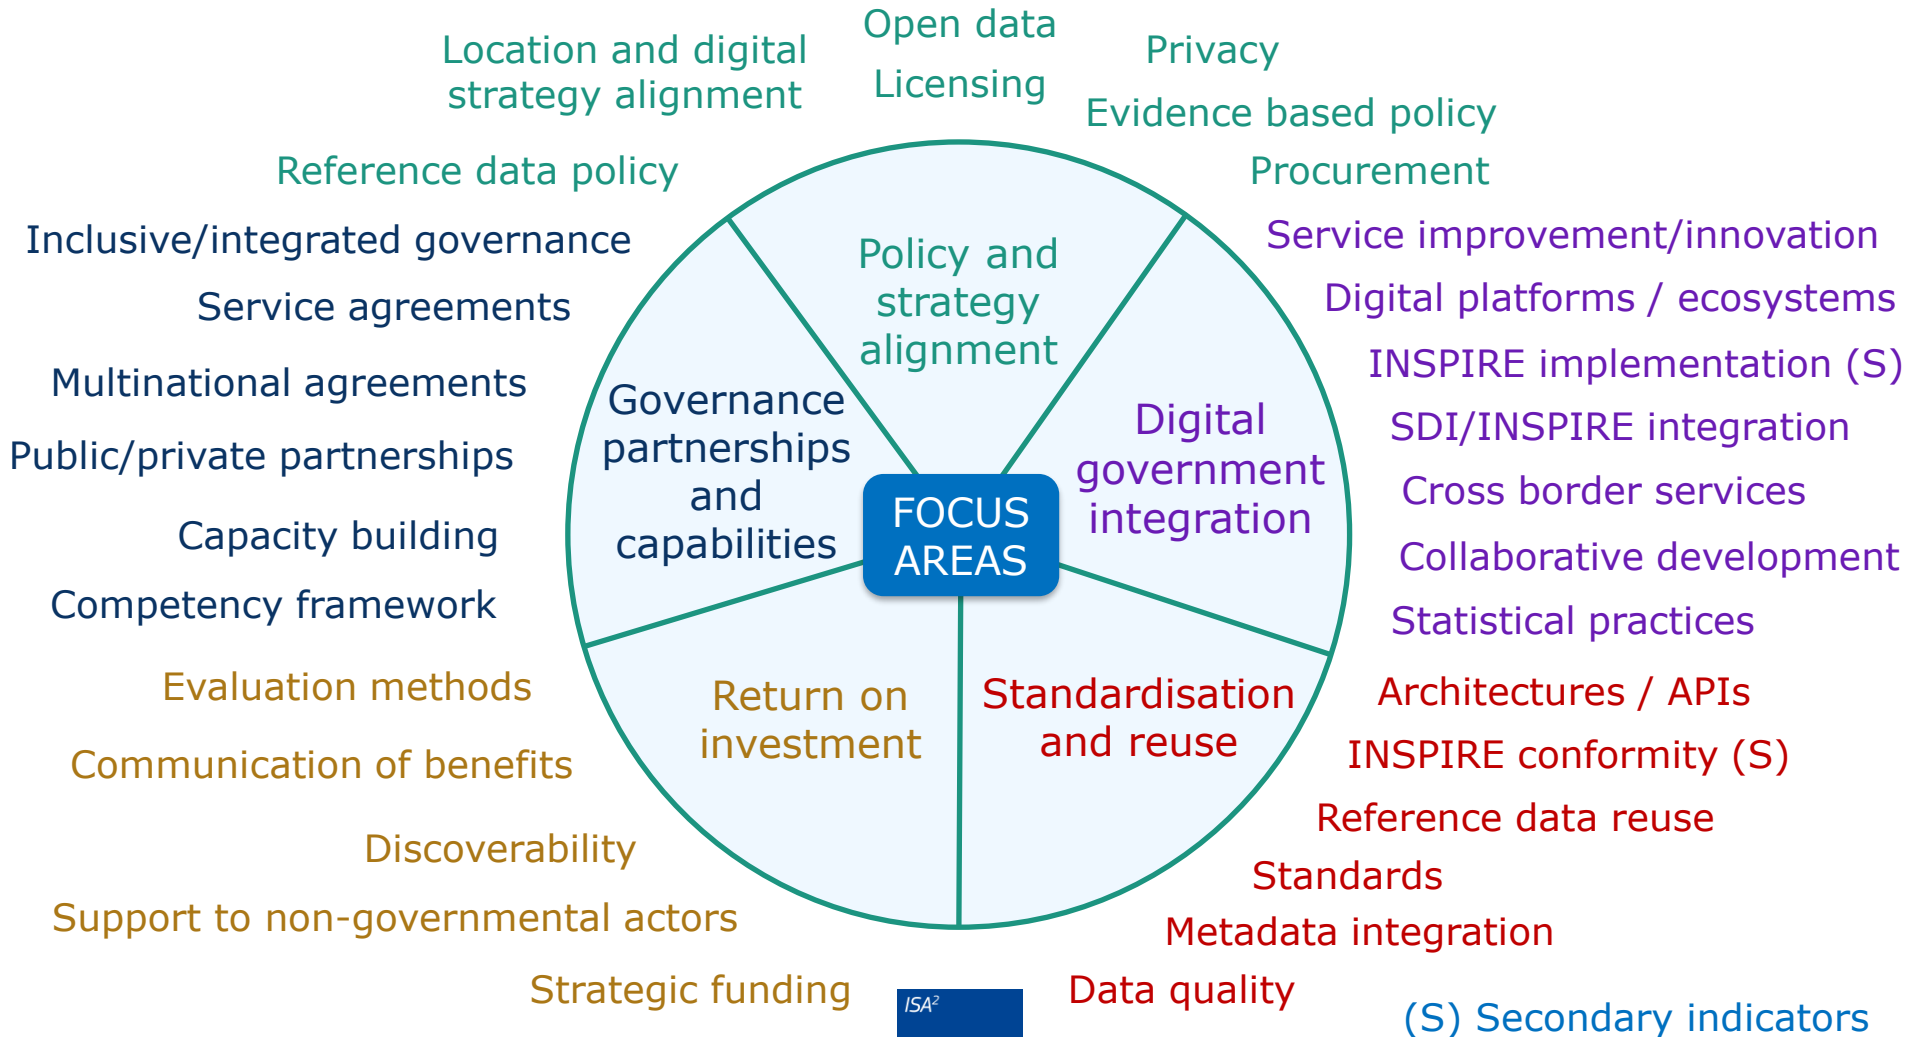 Open data
Location and digital
strategy alignment
Privacy
Licensing
Evidence based policy
Reference data policy
Procurement
Inclusive/integrated governance
Service agreements
Multinational agreements
Public/private partnerships
Capacity building
Competency framework
Policy and
strategy
alignment
Governance
partnerships
and
capabilities
Digital
government
integration
FOCUS
AREAS
Return on
investment
Standardisation
and reuse
Service improvement/innovation
Digital platforms / ecosystems
INSPIRE implementation (S)
SDI/INSPIRE integration
Cross border services
Collaborative development
Statistical practices
Evaluation methods
Communication of benefits
Discoverability
Support to non-governmental actors
Strategic funding
Architectures / APIs
INSPIRE conformity (S)
Reference data reuse
Standards
Metadata integration
Data quality
ISA²
(S) Secondary indicators